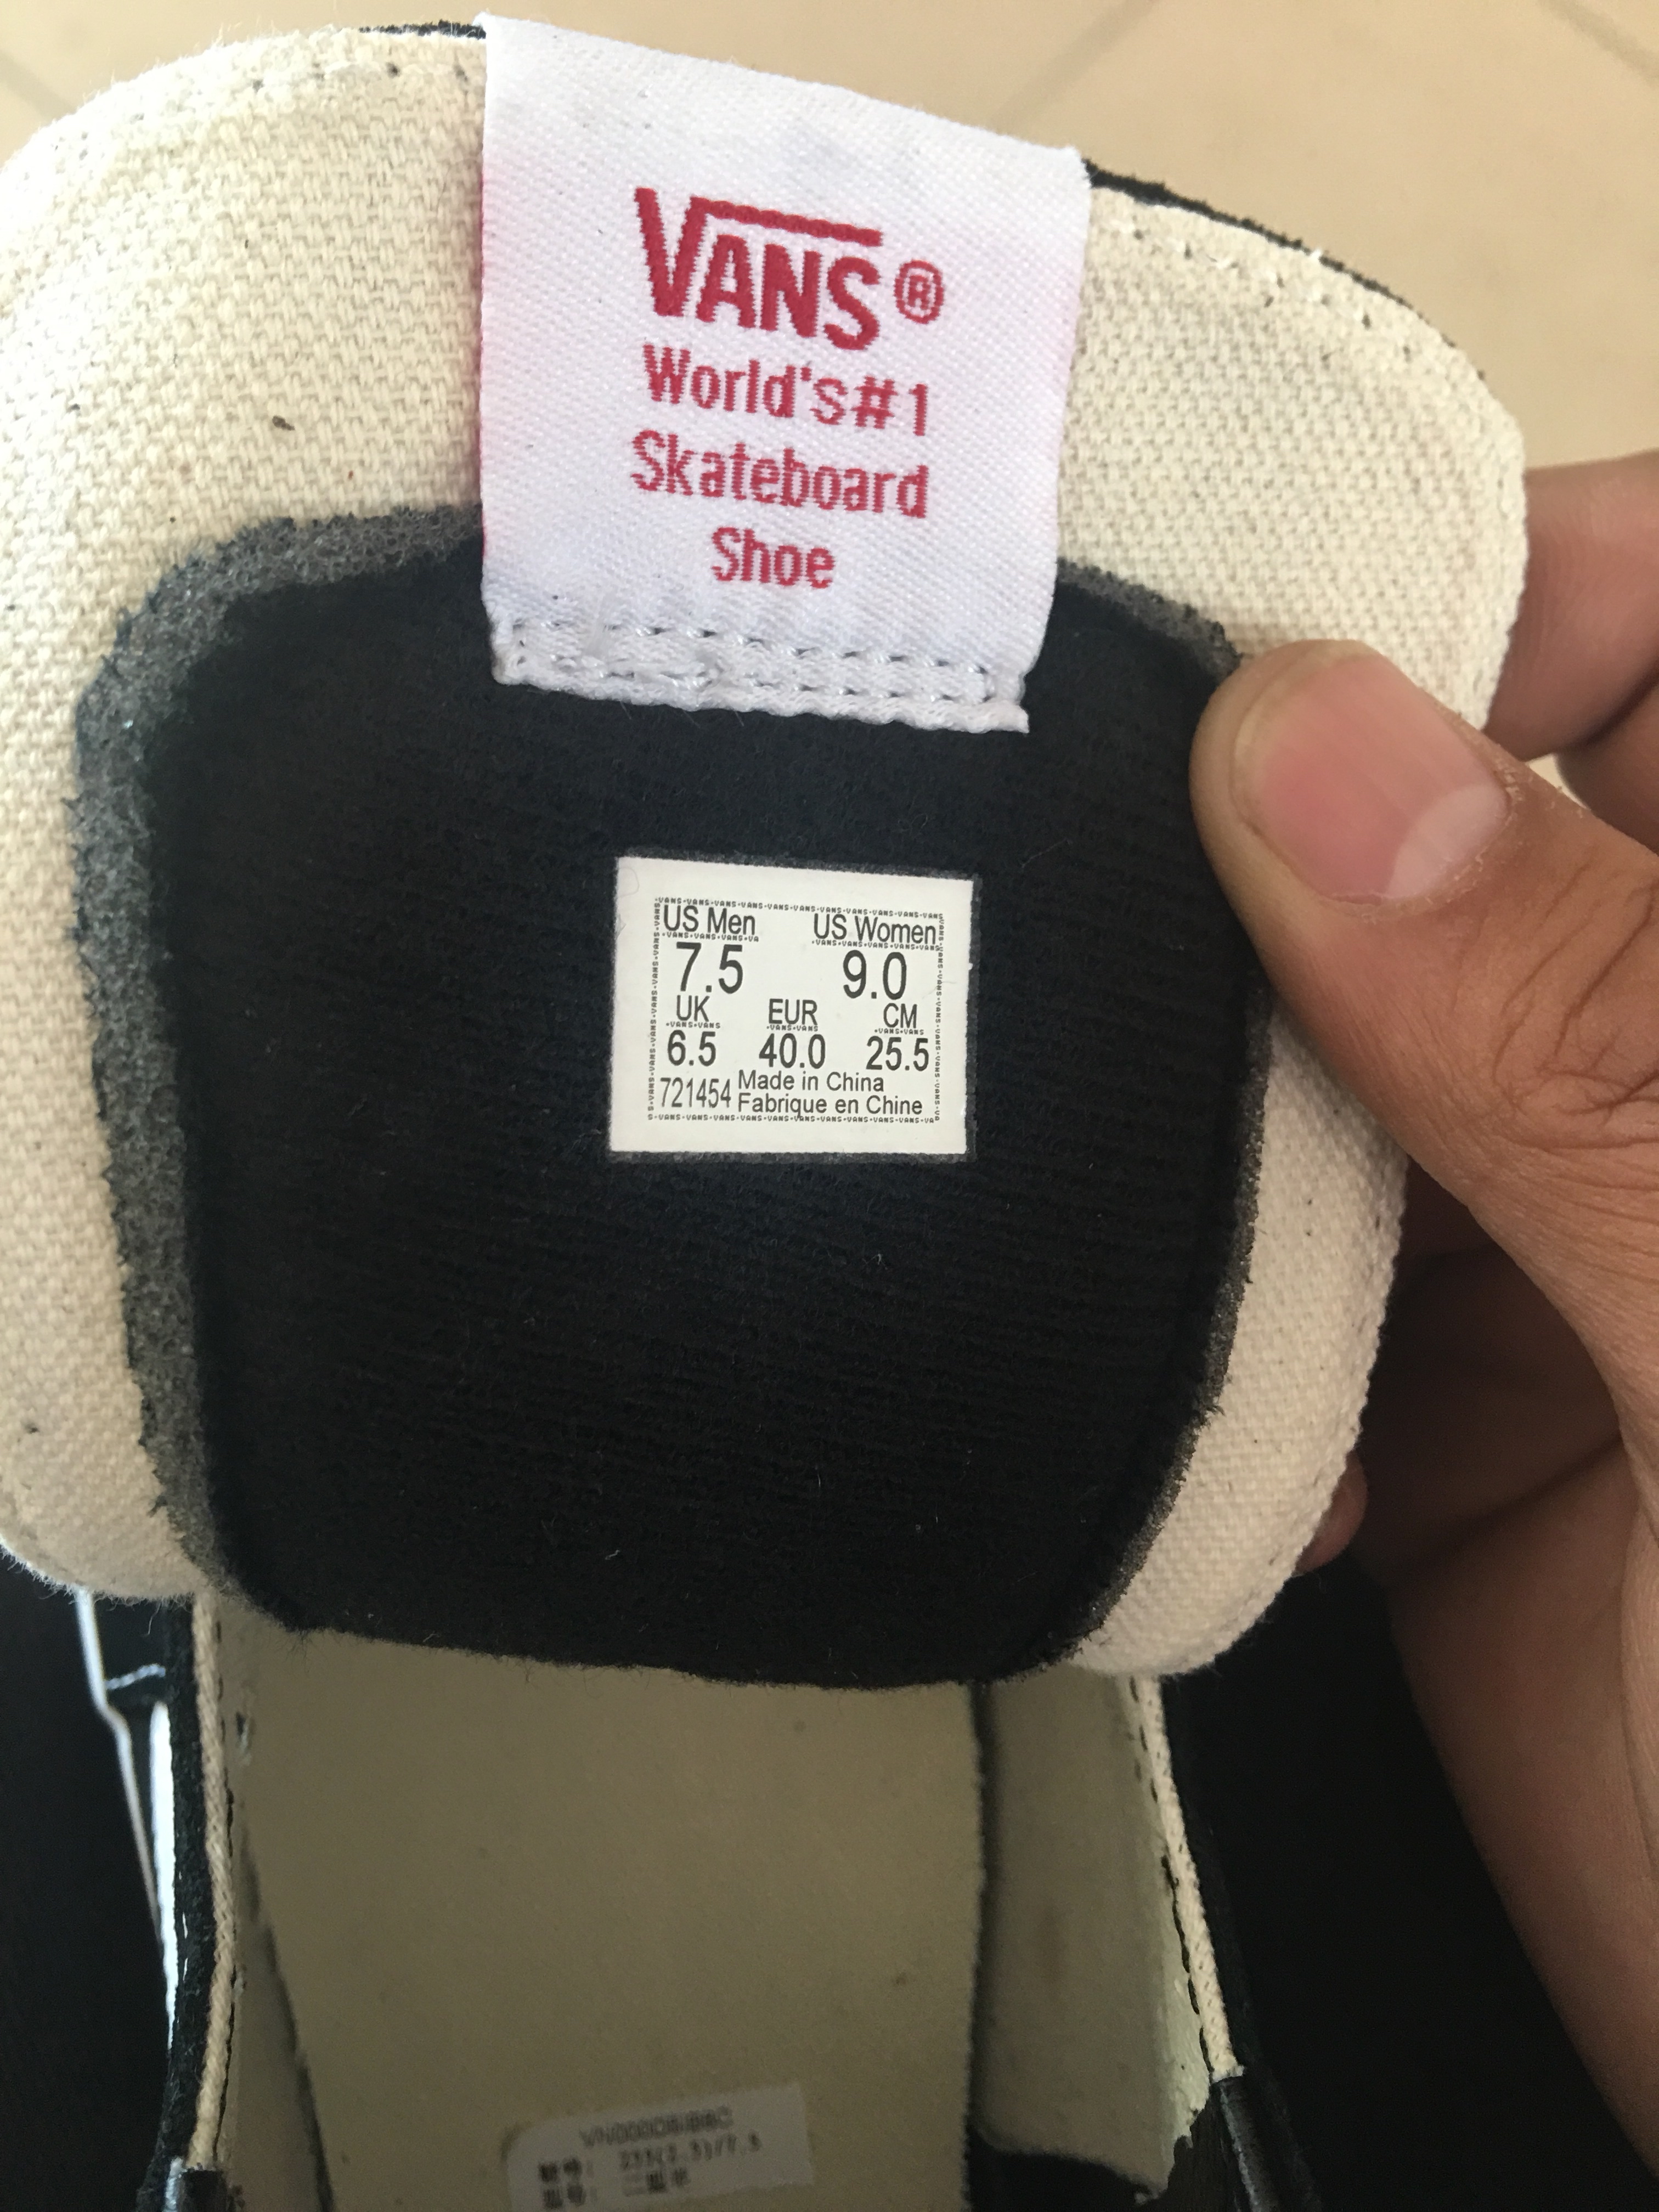 VANS®
World's#1
Skateboard
Shoe
US Men US Women
7.5 9.0
UK EUR CM
6.5 40.0 25.5
721454 Made in China
Fabrique en Chine